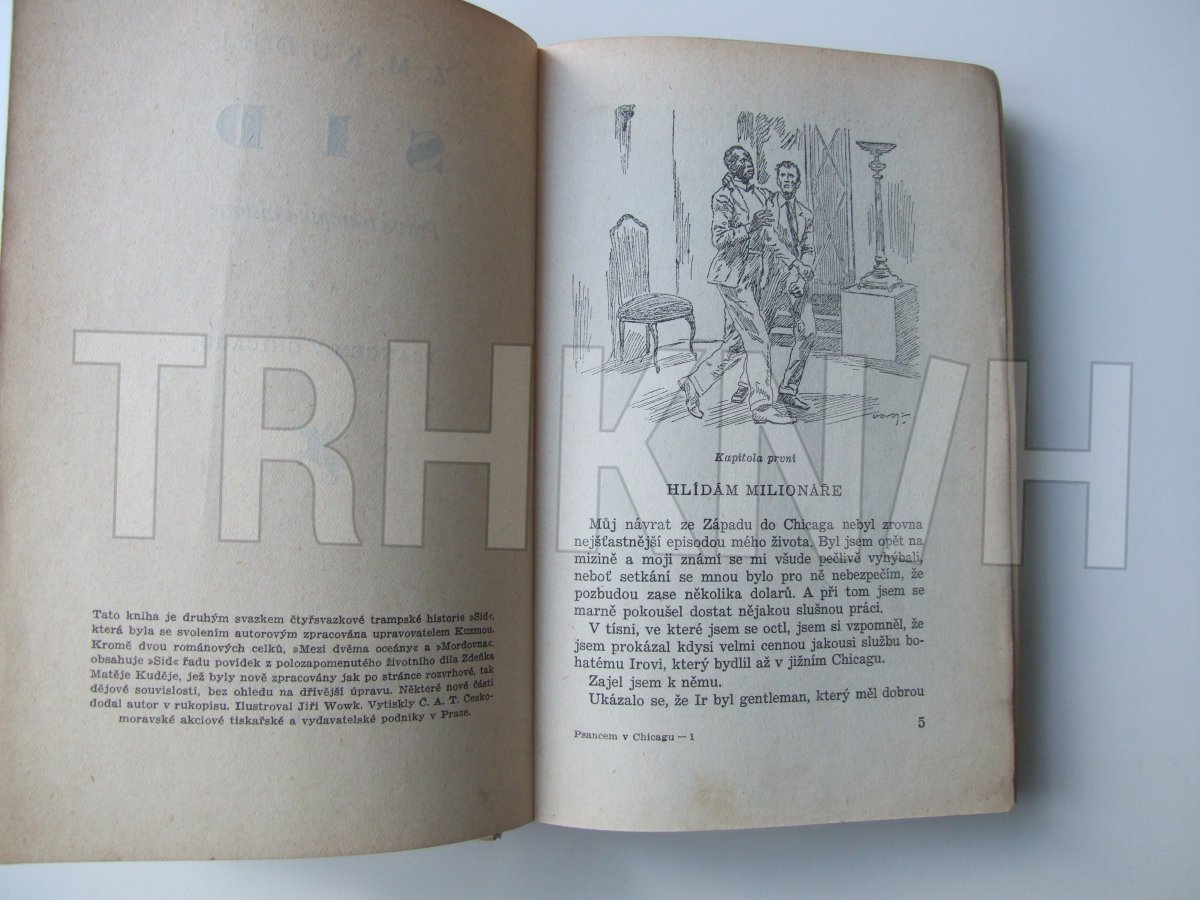 Tato kniha je druhým svazkem čtyřsvazkové trampské historie »Sid«,
která byla se svolením autorovým zpracována upravovatelem Kuzmou.
Kromě dvou románových celků, »Mezi dvěma oceány« a »Mordovna«,
obsahuje »Sid« řadu povídek z polozapomenutého životního díla Zdeňka
Matěje Kuděje, jež byly nově zpracovány jak po stránce rozvrhové, tak
dějové souvislosti, bez ohledu na dřívější úpravu. Některé nové části
dodal autor v rukopisu. Ilustroval Jiří Wowk. Vytiskly Č. A. T. Česko-
moravské akciové tiskařské a vydavatelské podniky v Praze.
Kapitola první
HLÍDÁM MILIONÁŘE
Můj návrat ze Západu do Chicaga nebyl zrovna
nejšťastnější episodou mého života. Byl jsem opět na
mizině a moji známí se mi všude pečlivě vyhýbali,
neboť setkání se mnou bylo pro ně nebezpečím, že
pozbudou zase několika dolarů. A při tom jsem se
marně pokoušel dostat nějakou slušnou práci.
V tísni, ve které jsem se octl, jsem si vzpomněl, že
jsem prokázal kdysi velmi cennou jakousi službu bo-
hatému Irovi, který bydlil až v jižním Chicagu.
Zajel jsem k němu.
Ukázalo se, že Ir byl gentleman, který měl dobrou
5
Psancem v Chicagu — 1
TRHKNIH